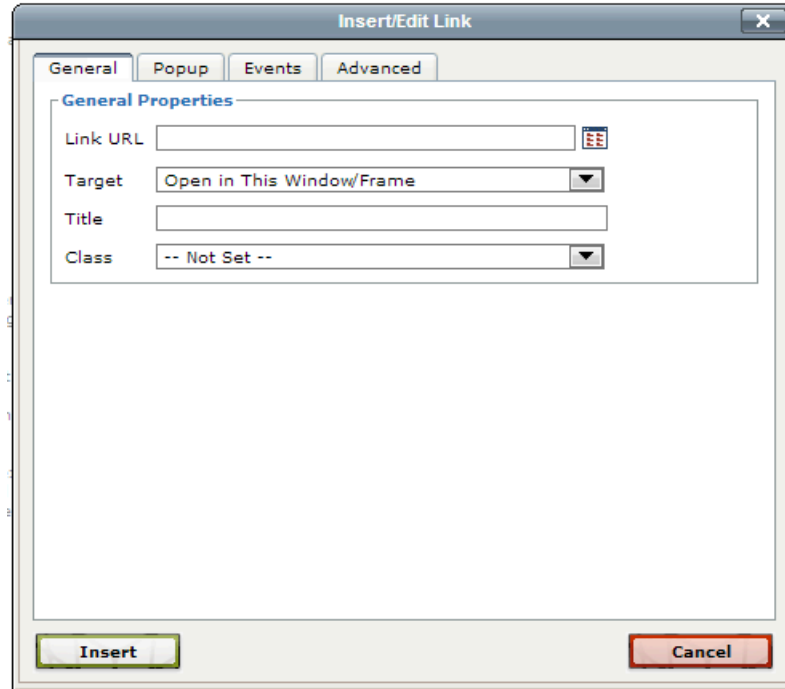 Insert/Edit Link
General Popup Events Advanced
General Properties
Link URL
Target Open in This Window/Frame
Title
Class -- Not Set --
Insert Cancel